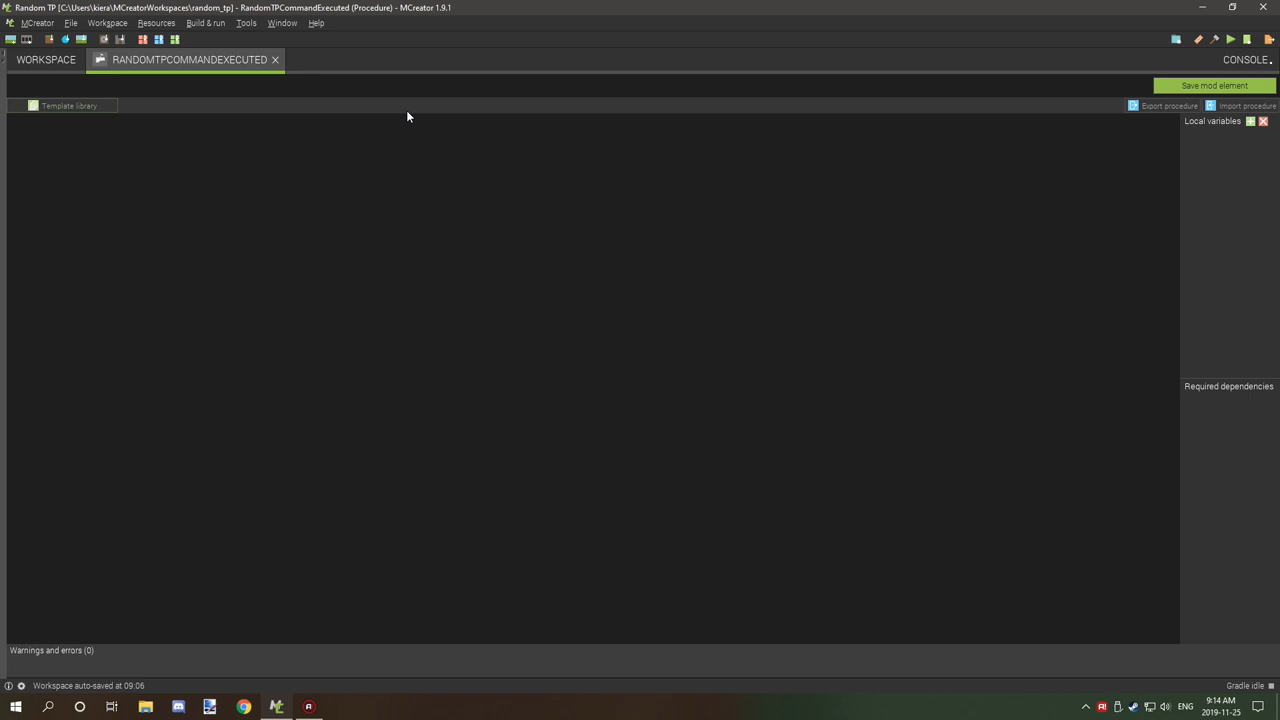 Random TP [C:\Users\kiera\MCreatorWorkspaces\random_tp] - RandomTPCommandExecuted (Procedure) - MCreator 1.9.1
MCreator File Workspace Resources Build & run Tools Window Help
WORKSPACE RANDOMTPCOMMANDEXECUTED CONSOLE
Save mod element
Template library Export procedure Import procedure
Local variables
Required dependencies
Warnings and errors (0)
Workspace auto-saved at 09:06 Gradle idle
ENG 9:14 AM
2019-11-25